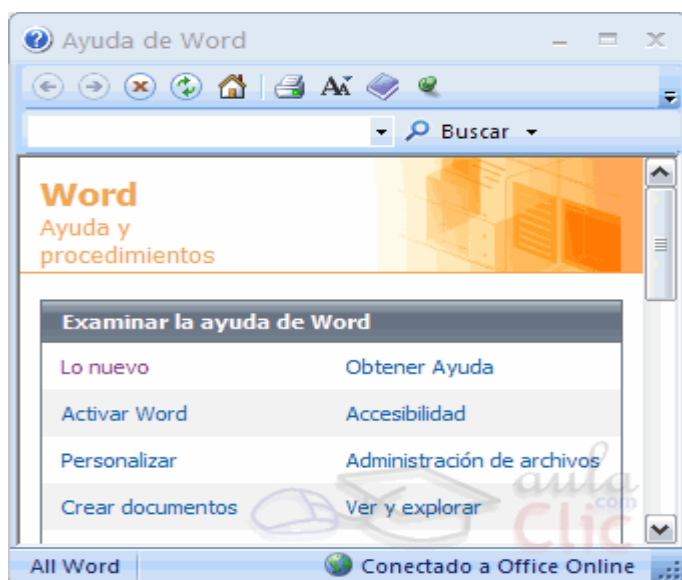 Ayuda de Word
Buscar
Word
Ayuda y
procedimientos
Examinar la ayuda de Word
Lo nuevo Obtener Ayuda
Activar Word Accesibilidad
Personalizar Administración de archivos
Crear documentos Ver y explorar
aula
Clic
com
All Word Conectado a Office Online